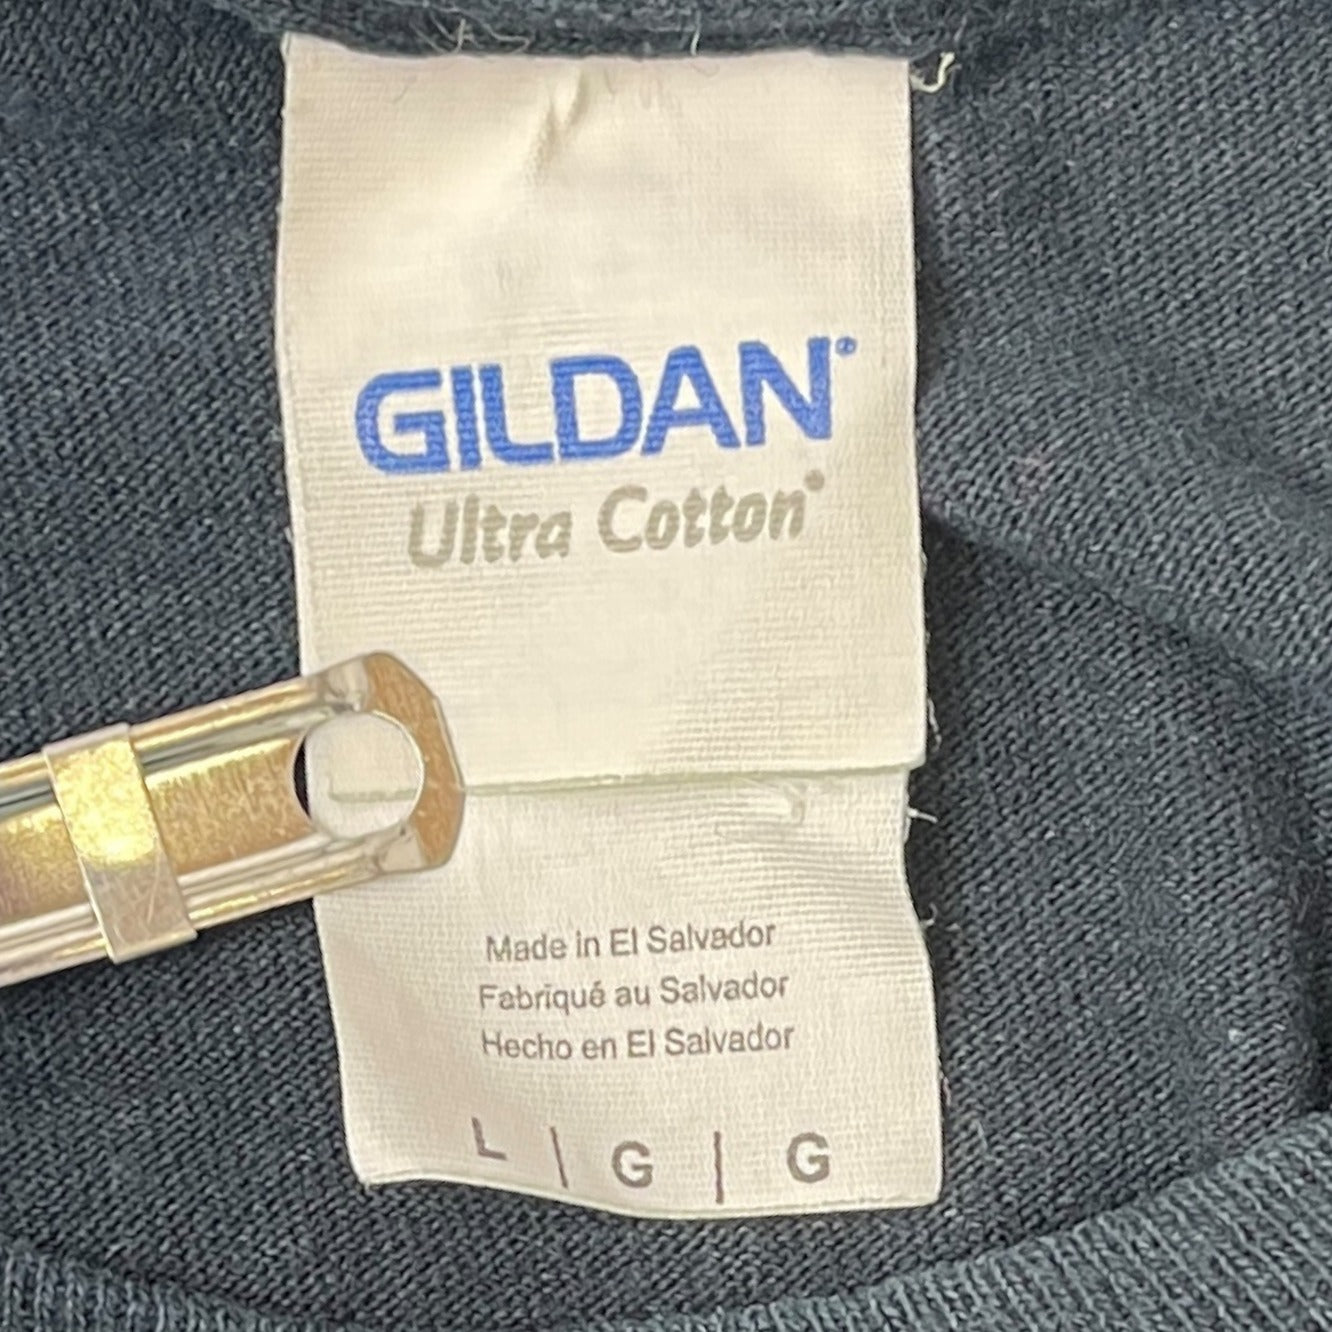 GILDAN®
Ultra Cotton®
Made in El Salvador
Fabriqué au Salvador
Hecho en El Salvador
L | G | G